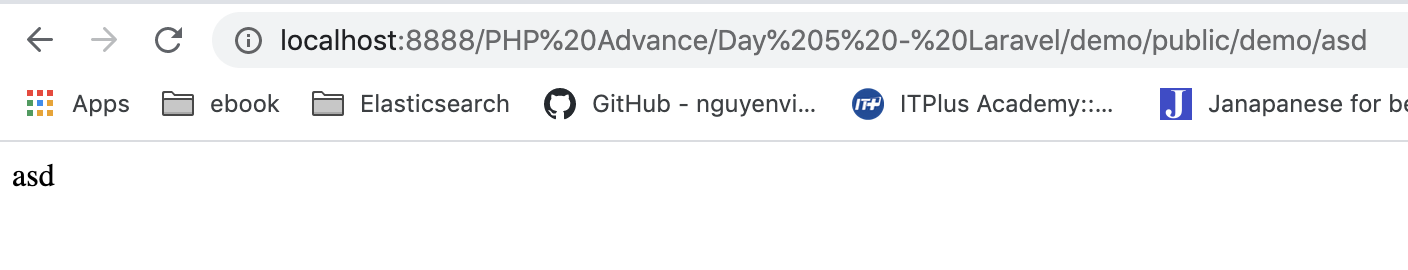 localhost:8888/PHP%20Advance/Day%205%20-%20Laravel/demo/public/demo/asd
Apps ebook Elasticsearch GitHub - nguyenvi... IT+ ITPlus Academy::... J Janapanese for be
asd